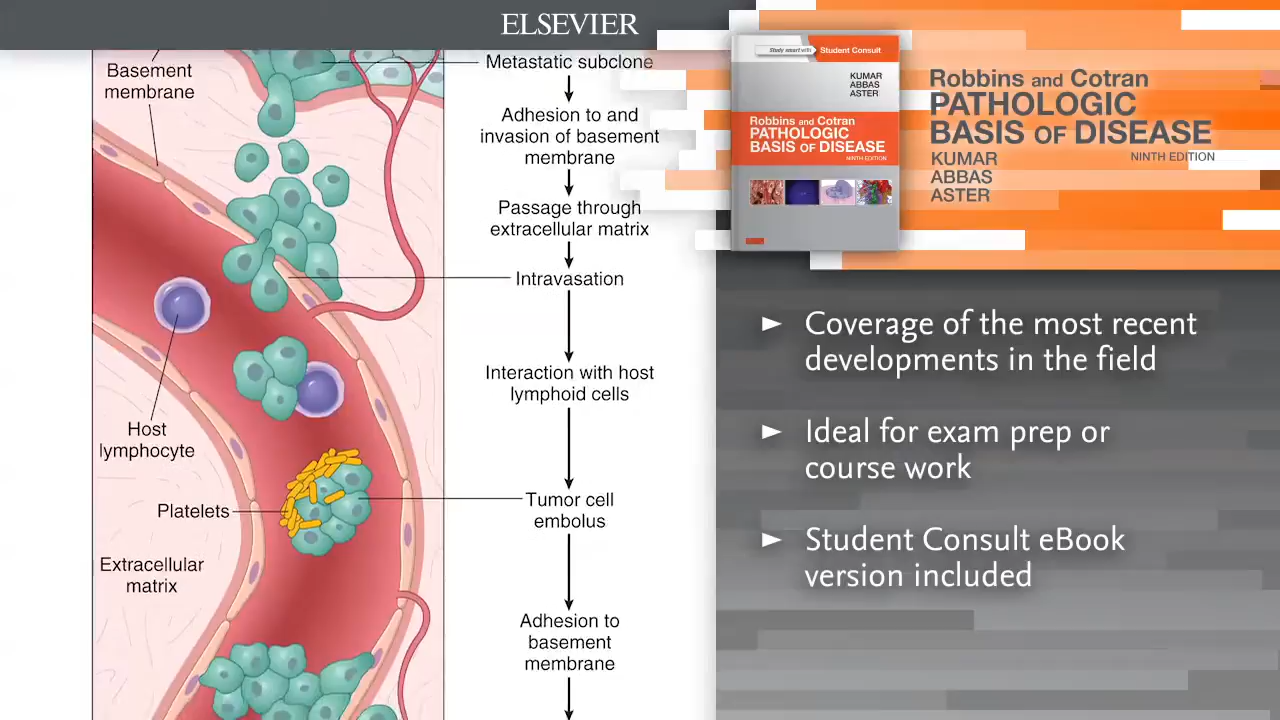 ELSEVIER
Basement
membrane
Host
lymphocyte
Platelets
Extracellular
matrix
Metastatic subclone
Adhesion to and
invasion of basement
membrane
Passage through
extracellular matrix
Intravasation
Interaction with host
lymphoid cells
Tumor cell
embolus
Adhesion to
basement
membrane
Study smart with Student Consult
KUMAR
ABBAS
ASTER
Robbins and Cotran
PATHOLOGIC
BASIS OF DISEASE
NINTH EDITION
Robbins and Cotran
PATHOLOGIC
BASIS OF DISEASE
KUMAR
NINTH EDITION
ABBAS
ASTER
► Coverage of the most recent
developments in the field
► Ideal for exam prep or
course work
► Student Consult eBook
version included